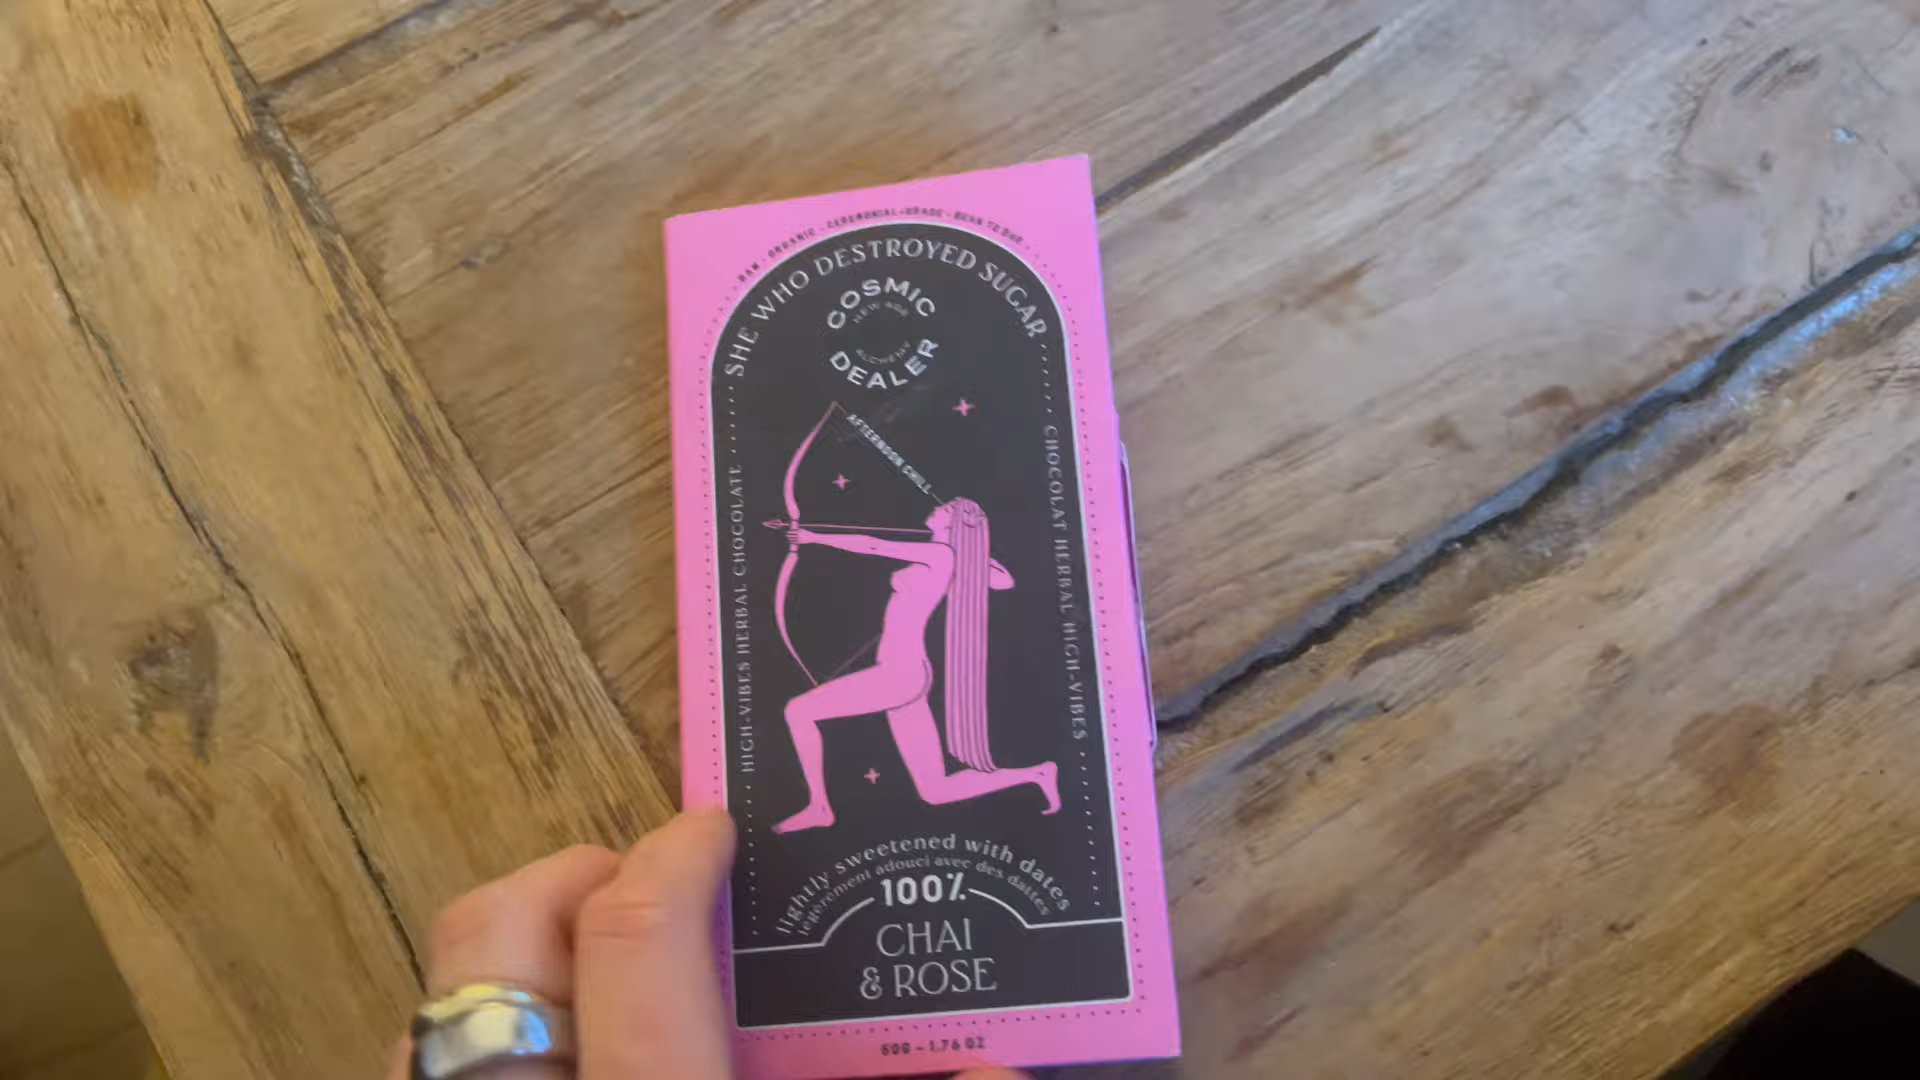 RAW · ORGANIC · CEREMONIAL-GRADE · BEAN TO BAR
SHE WHO DESTROYED SUGAR
COSMIC
NEW AGE
ALCHEMY
DEALER
AFTERNOON CHILL
HIGH-VIBES HERBAL CHOCOLATE
CHOCOLAT HERBAL HIGH-VIBES
lightly sweetened with dates
légèrement adouci avec des dattes
100%
CHAI
& ROSE
50G - 1.76 OZ